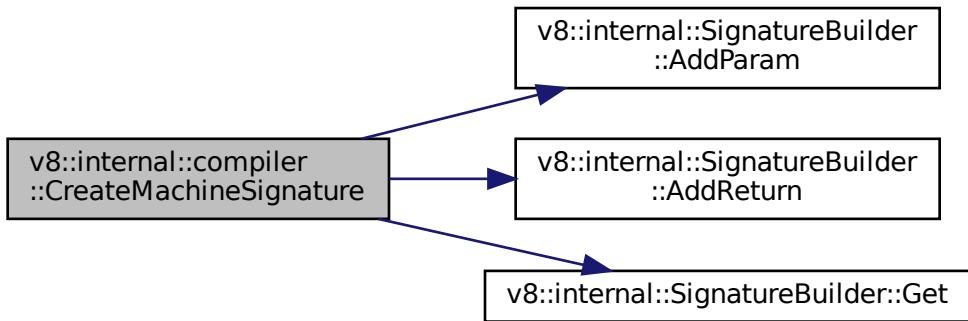 v8::internal::SignatureBuilder
::AddParam
v8::internal::compiler
::CreateMachineSignature
v8::internal::SignatureBuilder
::AddReturn
v8::internal::SignatureBuilder::Get